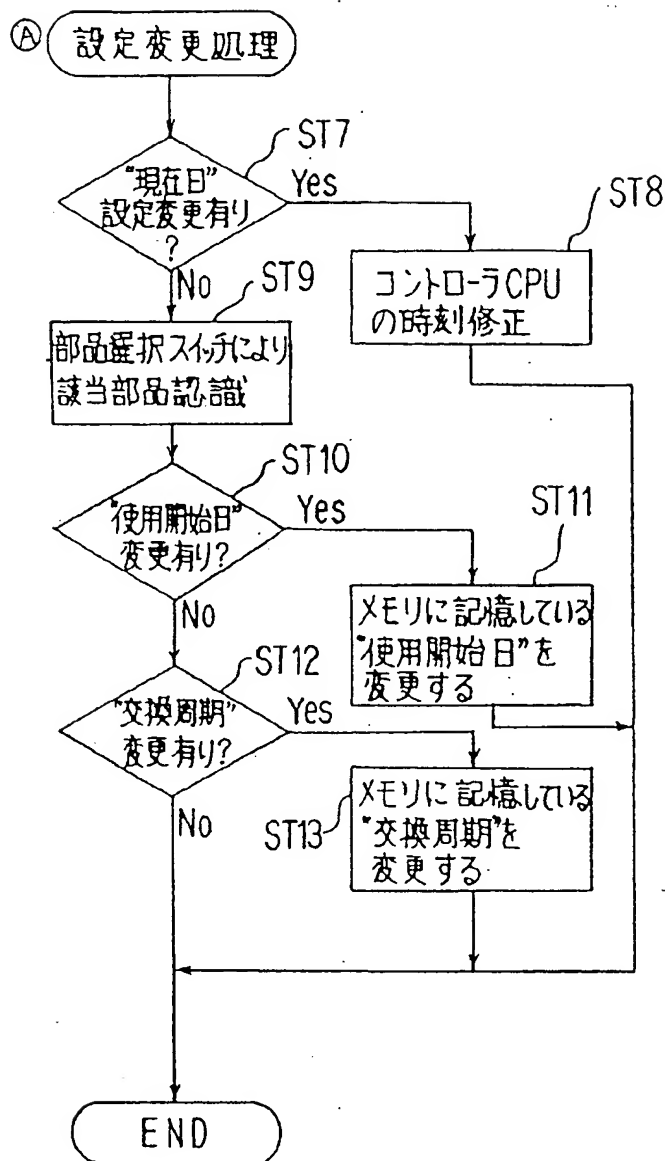 Ⓐ 設定変更処理
ST7
"現在日"
設定変更有り
?
Yes
ST8
コントローラCPU
の時刻修正
No
ST9
部品選択スイッチにより
該当部品認識
ST10
"使用開始日"
変更有り?
Yes
ST11
メモリに記憶している
"使用開始日"を
変更する
No
ST12
"交換周期"
変更有り?
Yes
ST13
メモリに記憶している
"交換周期"を
変更する
No
END